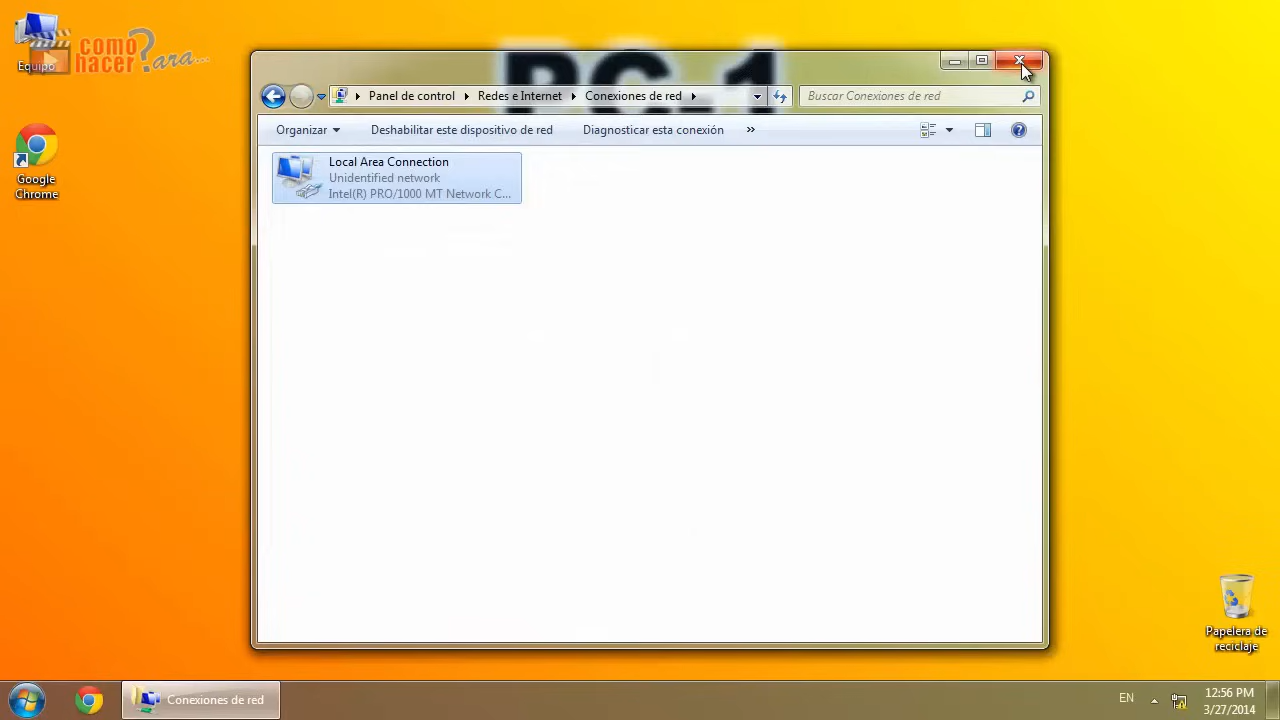 PC-1
como
hacer?ara...
Equipo
Google
Chrome
Panel de control
Redes e Internet
Conexiones de red
Buscar Conexiones de red
Organizar
Deshabilitar este dispositivo de red
Diagnosticar esta conexión
»
Local Area Connection
Unidentified network
Intel(R) PRO/1000 MT Network C...
Papelera de
reciclaje
Conexiones de red
EN
12:56 PM
3/27/2014